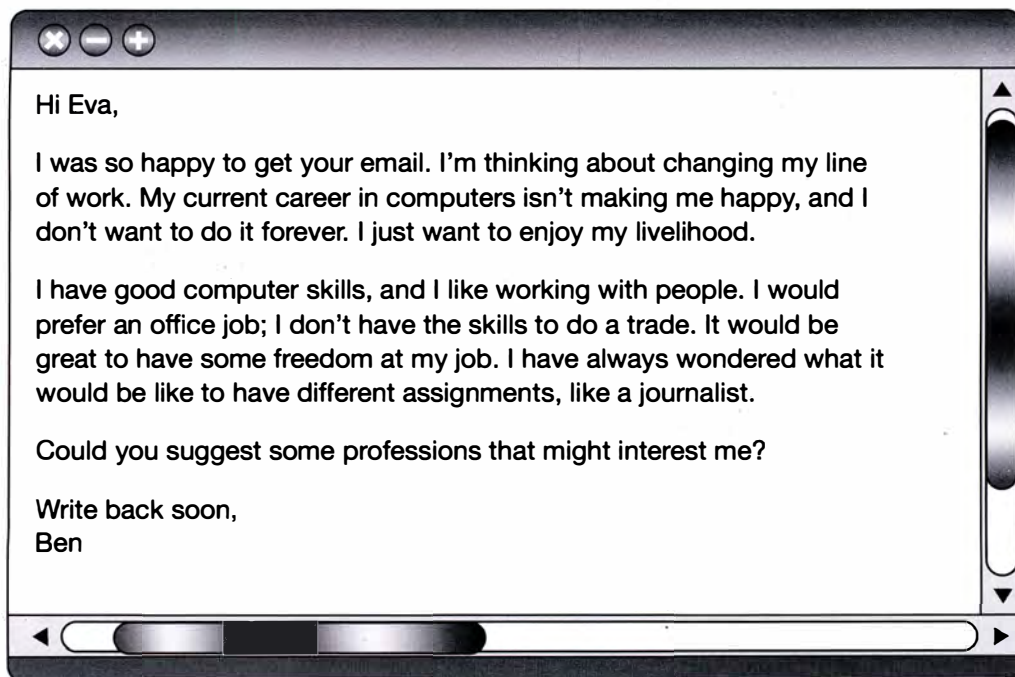 Hi Eva,
I was so happy to get your email. I'm thinking about changing my line
of work. My current career in computers isn't making me happy, and I
don't want to do it forever. I just want to enjoy my livelihood.
I have good computer skills, and I like working with people. I would
prefer an office job; I don't have the skills to do a trade. It would be
great to have some freedom at my job. I have always wondered what it
would be like to have different assignments, like a journalist.
Could you suggest some professions that might interest me?
Write back soon,
Ben